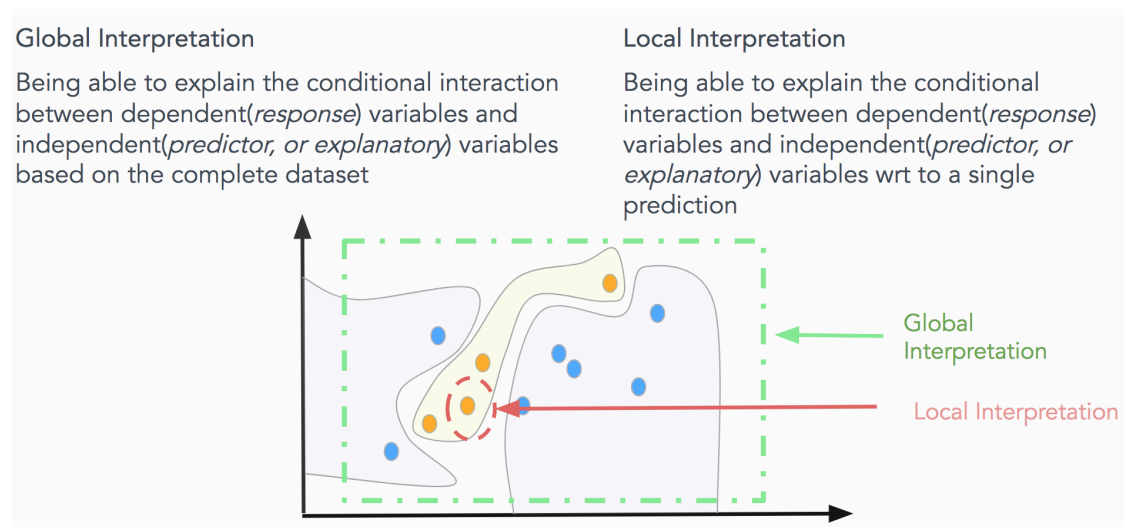 Global Interpretation
Being able to explain the conditional interaction
between dependent(response) variables and
independent(predictor, or explanatory) variables
based on the complete dataset
Local Interpretation
Being able to explain the conditional
interaction between dependent(response)
variables and independent(predictor, or
explanatory) variables wrt to a single
prediction
Global
Interpretation
Local Interpretation